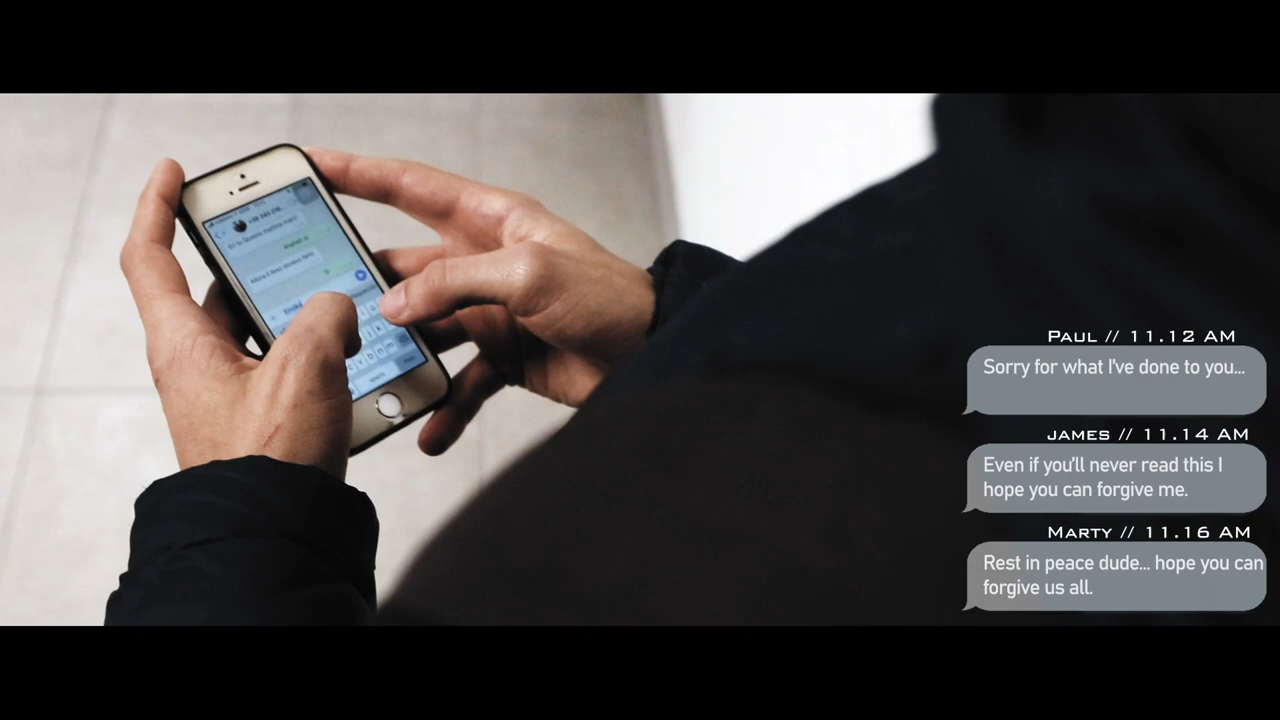 PAUL // 11.12 AM
Sorry for what I've done to you...
JAMES // 11.14 AM
Even if you'll never read this I
hope you can forgive me.
MARTY // 11.16 AM
Rest in peace dude... hope you can
forgive us all.